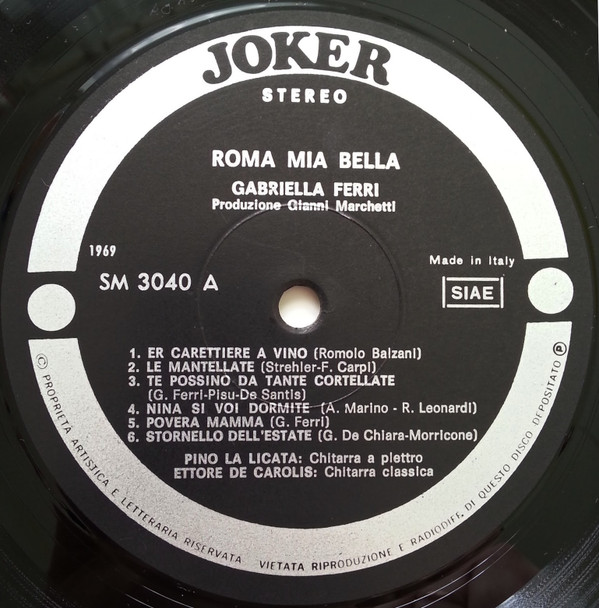 JOKER
STEREO
ROMA MIA BELLA
GABRIELLA FERRI
Produzione Gianni Marchetti
1969
Made in Italy
SM 3040 A
SIAE
1. ER CARETTIERE A VINO (Romolo Balzani)
2. LE MANTELLATE (Strehler-F. Carpi)
3. TE POSSINO DA TANTE CORTELLATE
(G. Ferri-Pisu-De Santis)
4. NINA SI VOI DORMITE (A. Marino - R. Leonardi)
5. POVERA MAMMA (G. Ferri)
6. STORNELLO DELL'ESTATE (G. De Chiara-Morricone)
PINO LA LICATA: Chitarra a plettro
ETTORE DE CAROLIS: Chitarra classica
© PROPRIETA ARTISTICA E LETTERARIA RISERVATA VIETATA RIPRODUZIONE E RADIODIFF. DI QUESTO DISCO DEPOSITATO ℗